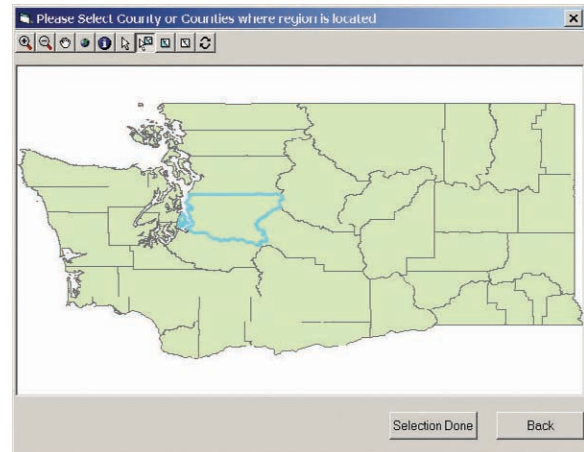 Please Select County or Counties where region is located
Selection Done
Back